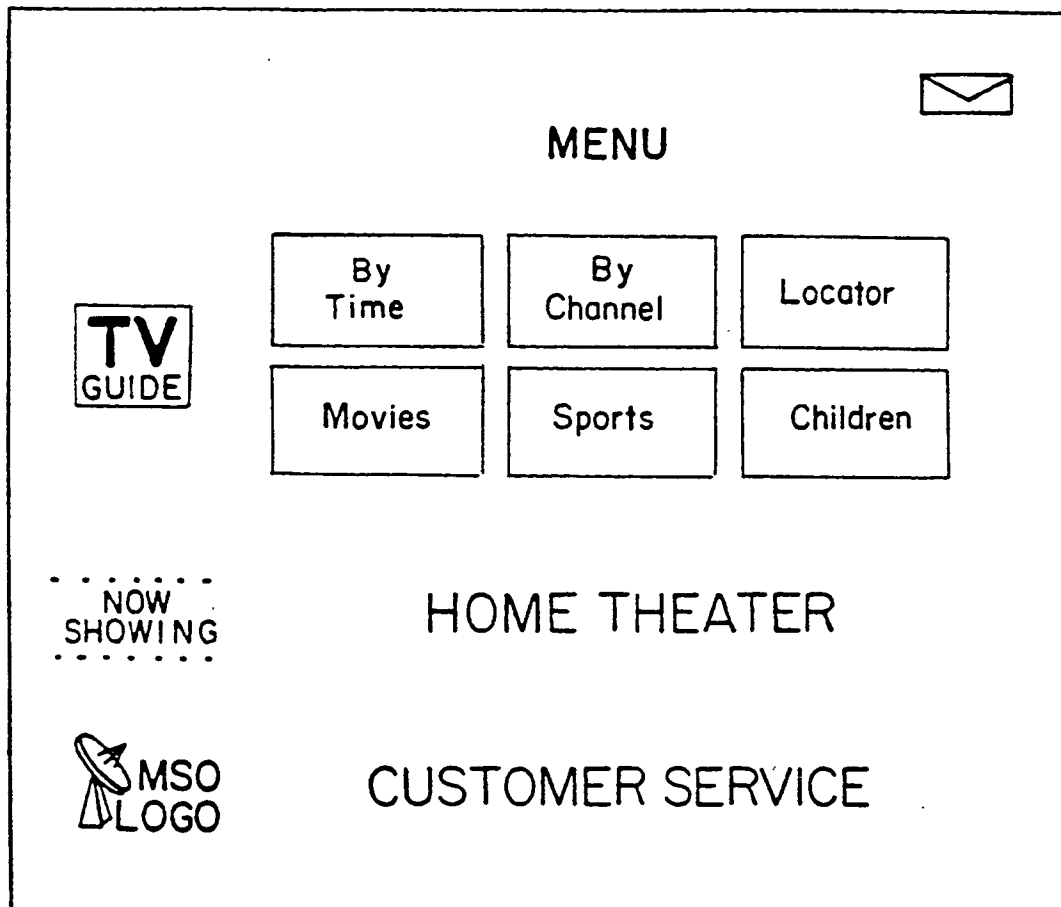 MENU
By
Time
By
Channel
Locator
TV
GUIDE
Movies
Sports
Children
NOW
SHOWING
HOME THEATER
MSO
LOGO
CUSTOMER SERVICE